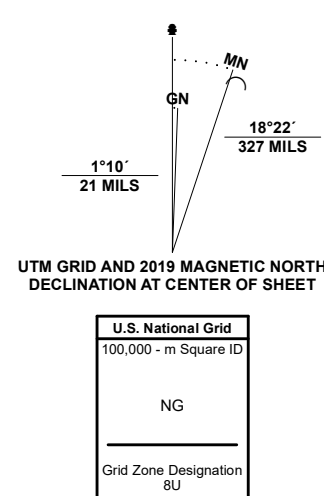 MN
GN
18°22´
327 MILS
1°10´
21 MILS
UTM GRID AND 2019 MAGNETIC NORTH
DECLINATION AT CENTER OF SHEET
U.S. National Grid
100,000 - m Square ID
NG
Grid Zone Designation
8U